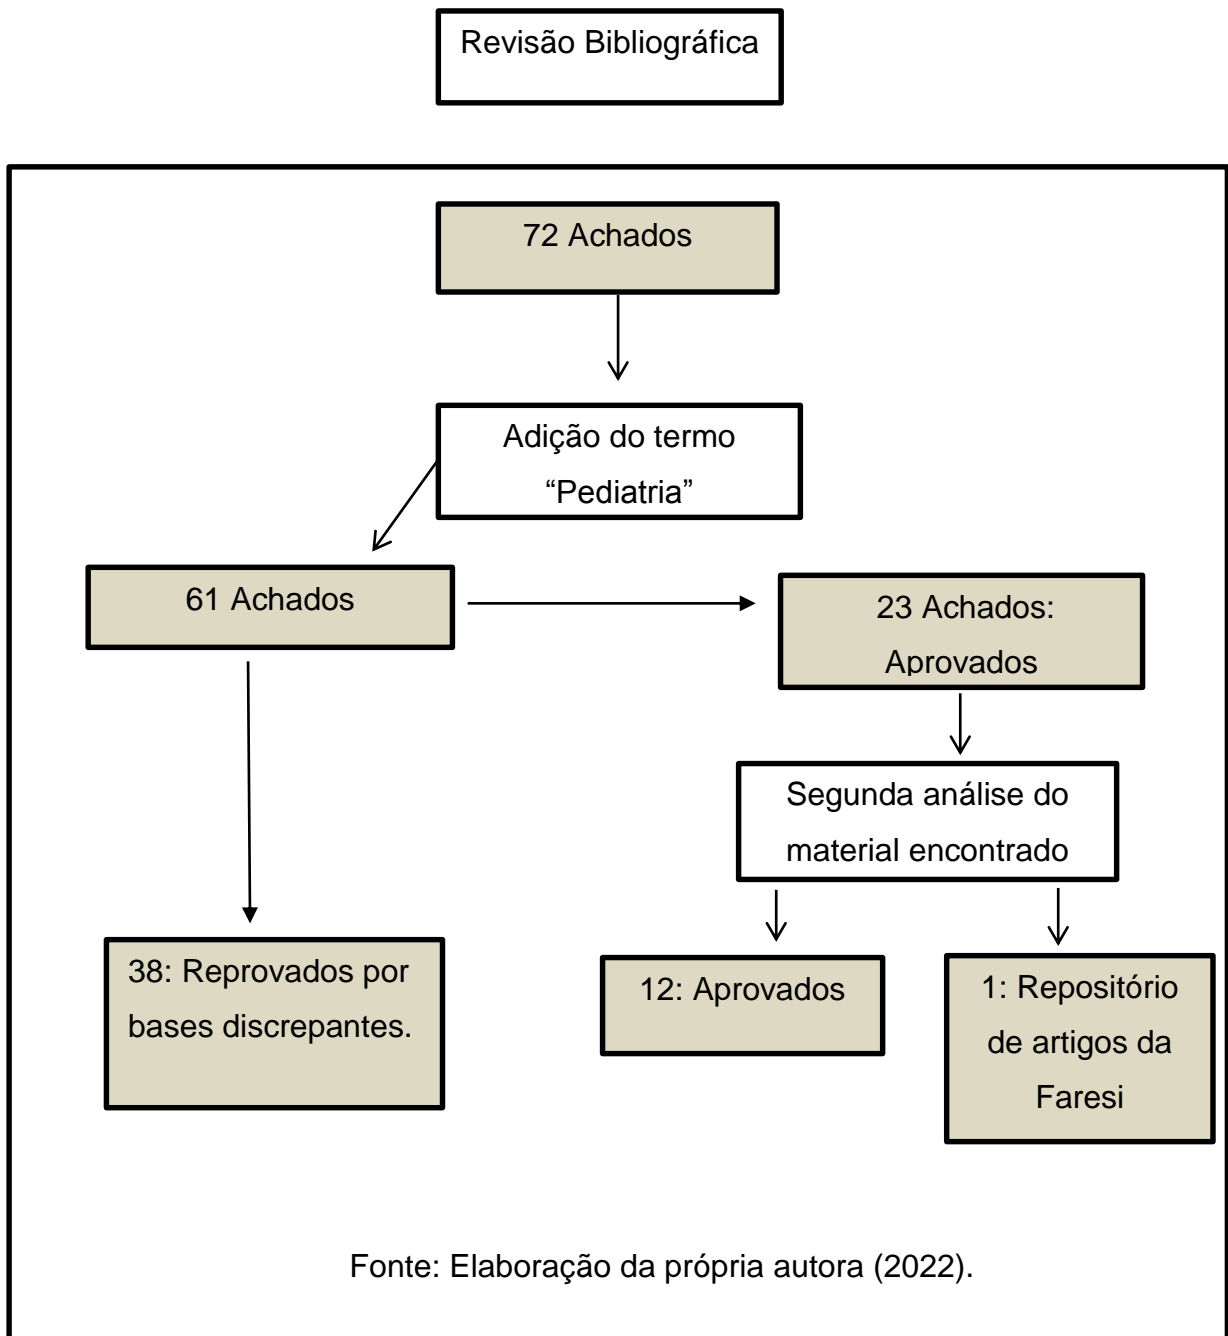 Revisão Bibliográfica
72 Achados
Adição do termo
“Pediatria”
61 Achados
23 Achados:
Aprovados
Segunda análise do
material encontrado
38: Reprovados por
bases discrepantes.
12: Aprovados
1: Repositório
de artigos da
Faresi
Fonte: Elaboração da própria autora (2022).